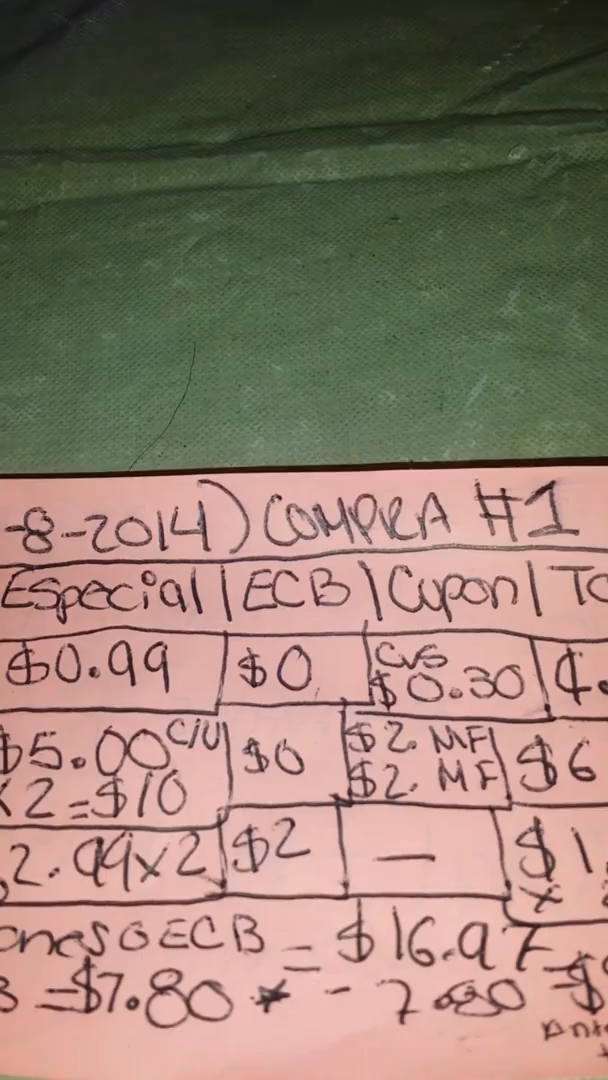 -8-2014) COMPRA #1
Especial | ECB | Cupon | To
$0.99 $0 CVS $0.30
$5.00 c/u x2=$10 $0 $2. MF $2. MF $6
2.99x2 $2 — $1.
ones o ECB = $16.97
=$7.80 * - 7.80 =$